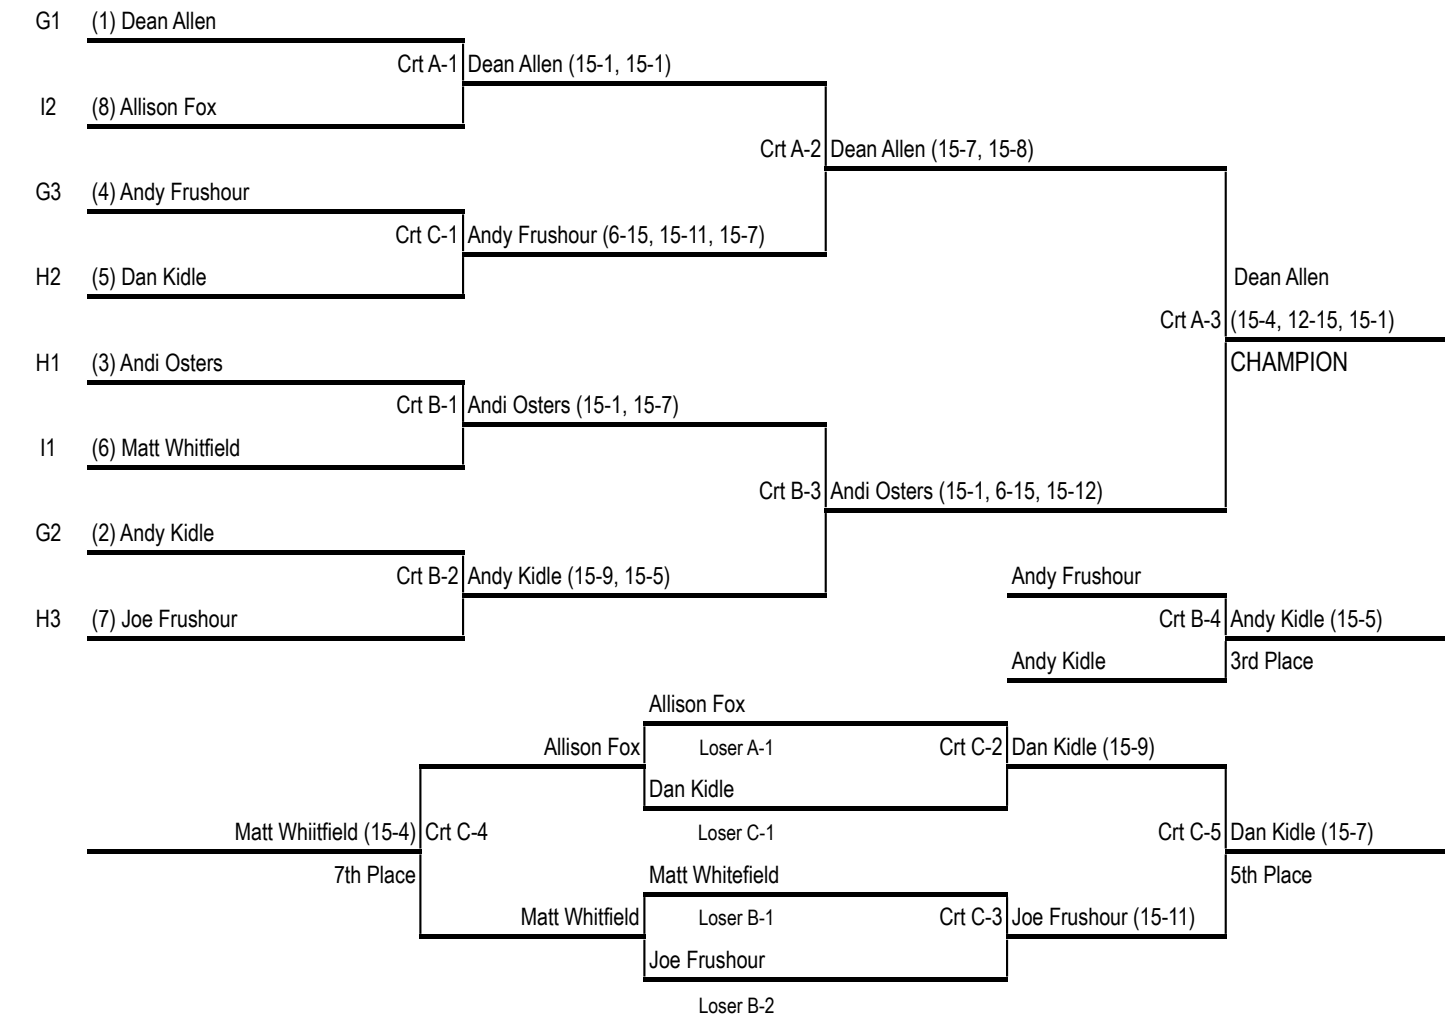 G1 (1) Dean Allen
Crt A-1 Dean Allen (15-1, 15-1)
I2 (8) Allison Fox
Crt A-2 Dean Allen (15-7, 15-8)
G3 (4) Andy Frushour
Crt C-1 Andy Frushour (6-15, 15-11, 15-7)
H2 (5) Dan Kidle
Dean Allen
Crt A-3 (15-4, 12-15, 15-1)
H1 (3) Andi Osters
CHAMPION
Crt B-1 Andi Osters (15-1, 15-7)
I1 (6) Matt Whitfield
Crt B-3 Andi Osters (15-1, 6-15, 15-12)
G2 (2) Andy Kidle
Crt B-2 Andy Kidle (15-9, 15-5)
Andy Frushour
H3 (7) Joe Frushour
Crt B-4 Andy Kidle (15-5)
Andy Kidle
3rd Place
Allison Fox
Allison Fox
Loser A-1
Crt C-2 Dan Kidle (15-9)
Dan Kidle
Matt Whiitfield (15-4) Crt C-4
Loser C-1
Crt C-5 Dan Kidle (15-7)
7th Place
Matt Whitefield
5th Place
Matt Whitfield
Loser B-1
Crt C-3 Joe Frushour (15-11)
Joe Frushour
Loser B-2